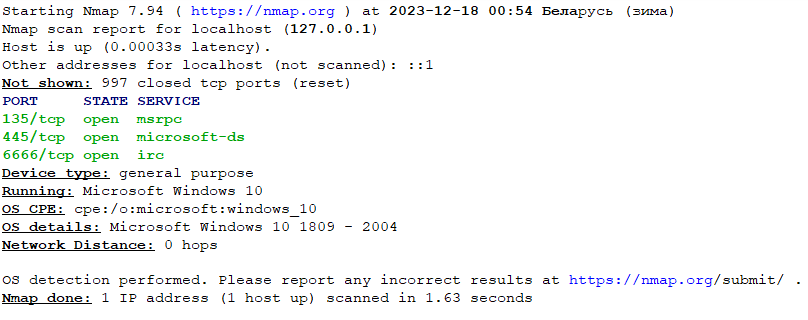 Starting Nmap 7.94 ( https://nmap.org ) at 2023-12-18 00:54 Беларусь (зима)
Nmap scan report for localhost (127.0.0.1)
Host is up (0.00033s latency).
Other addresses for localhost (not scanned): ::1
Not shown: 997 closed tcp ports (reset)
PORT     STATE SERVICE
135/tcp  open  msrpc
445/tcp  open  microsoft-ds
6666/tcp open  irc
Device type: general purpose
Running: Microsoft Windows 10
OS CPE: cpe:/o:microsoft:windows_10
OS details: Microsoft Windows 10 1809 - 2004
Network Distance: 0 hops
OS detection performed. Please report any incorrect results at https://nmap.org/submit/ .
Nmap done: 1 IP address (1 host up) scanned in 1.63 seconds